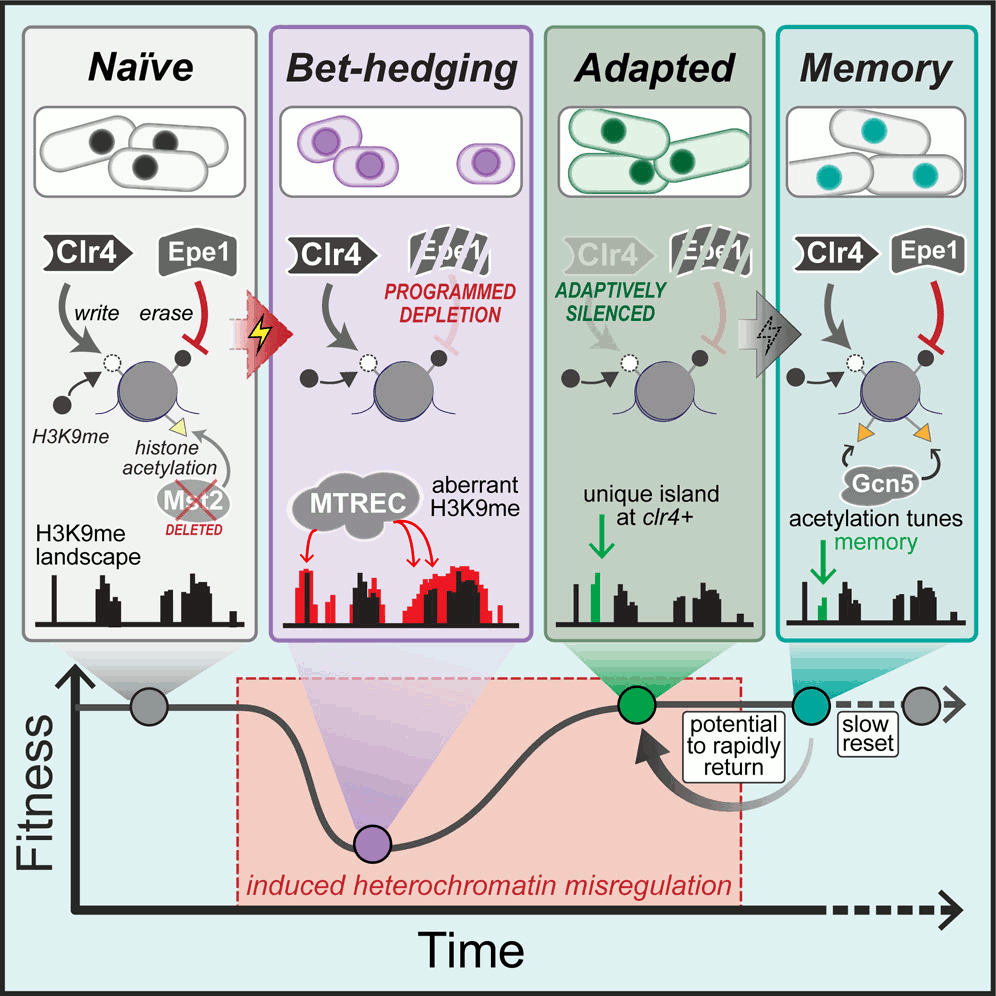 Naïve
Clr4
Epe1
write
erase
H3K9me
histone
acetylation
Mst2
DELETED
H3K9me
landscape
Bet-hedging
Clr4
Epe1
PROGRAMMED
DEPLETION
MTREC
aberrant
H3K9me
Adapted
Clr4
Epe1
ADAPTIVELY
SILENCED
unique island
at clr4+
Memory
Clr4
Epe1
Gcn5
acetylation tunes
memory
Fitness
potential
to rapidly
return
slow
reset
induced heterochromatin misregulation
Time